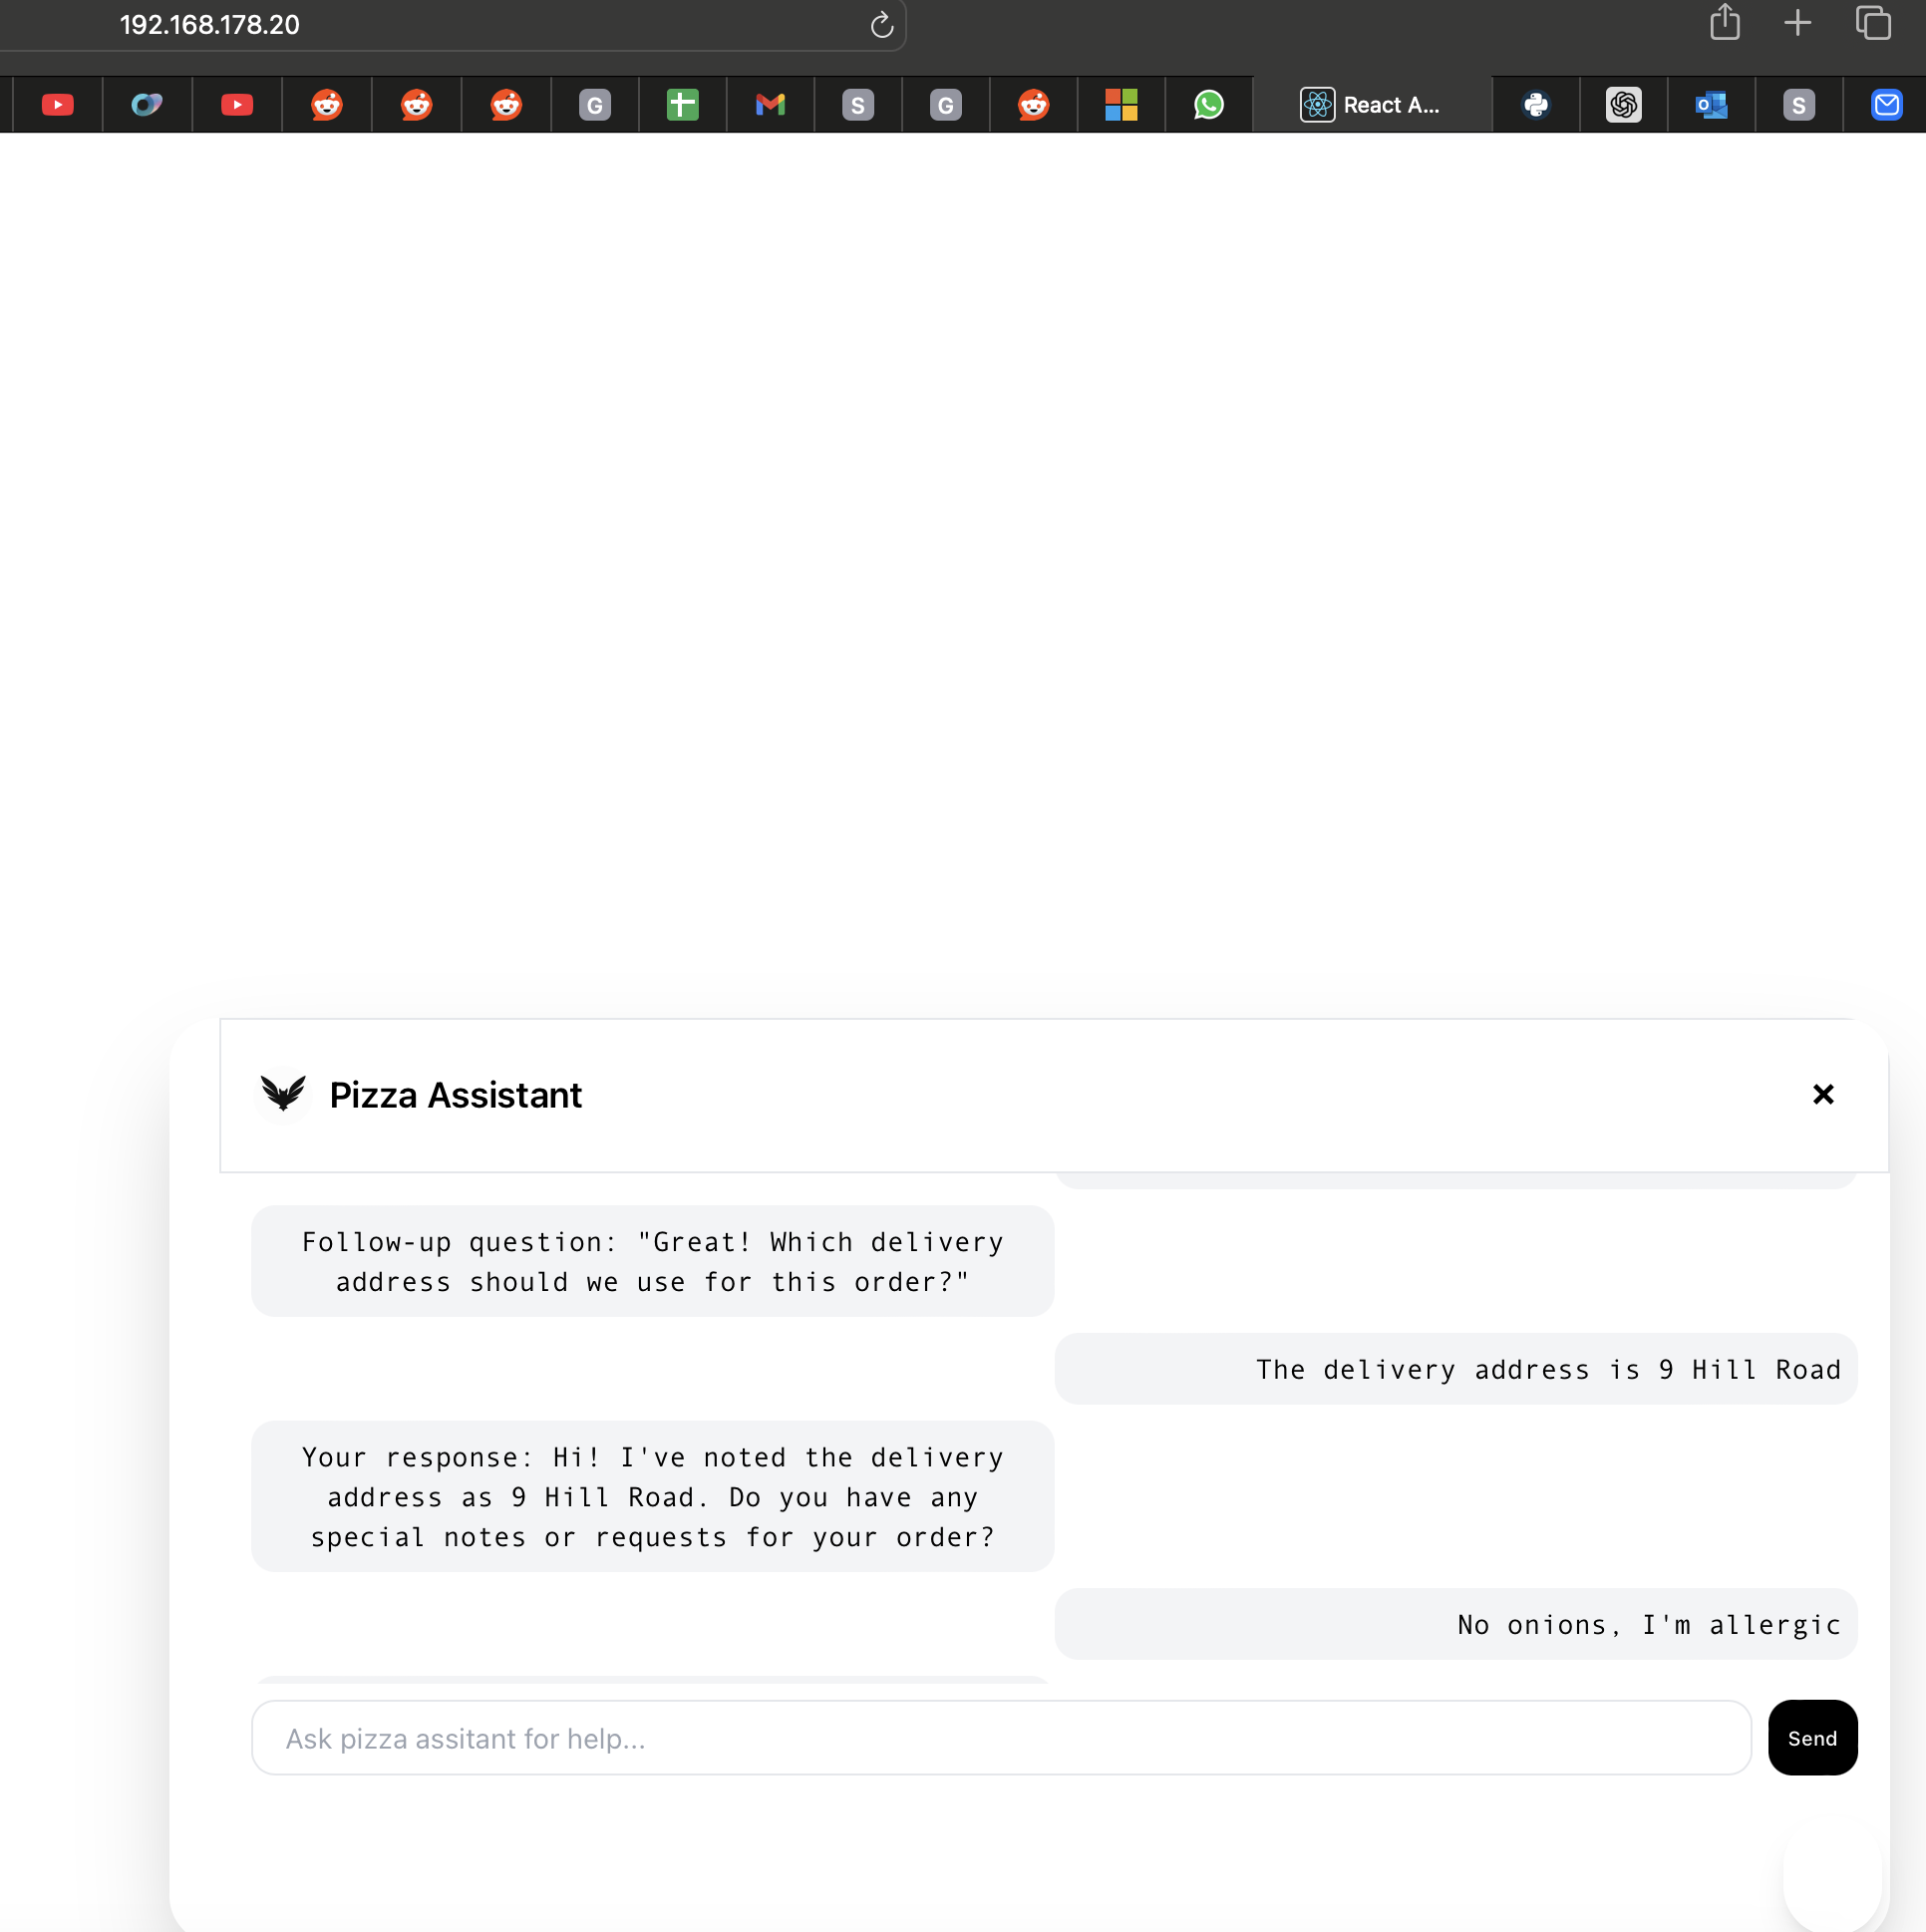 192.168.178.20
G
S
G
React A...
S
Pizza Assistant
Follow-up question: "Great! Which delivery
address should we use for this order?"
The delivery address is 9 Hill Road
Your response: Hi! I've noted the delivery
address as 9 Hill Road. Do you have any
special notes or requests for your order?
No onions, I'm allergic
Ask pizza assitant for help...
Send